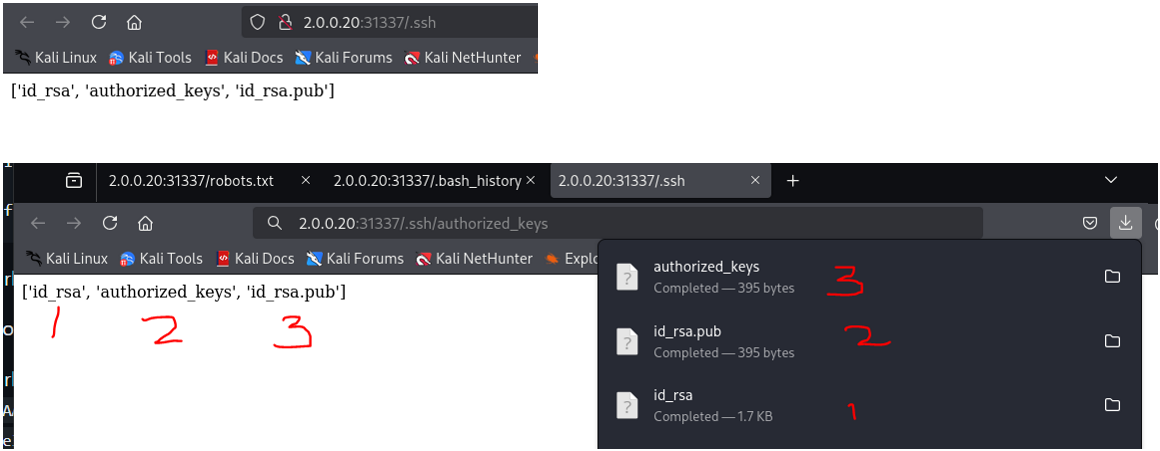 2.0.0.20:31337/.ssh
Kali Linux Kali Tools Kali Docs Kali Forums Kali NetHunter
['id_rsa', 'authorized_keys', 'id_rsa.pub']
2.0.0.20:31337/robots.txt × 2.0.0.20:31337/.bash_history × 2.0.0.20:31337/.ssh ×
2.0.0.20:31337/.ssh/authorized_keys
Kali Linux Kali Tools Kali Docs Kali Forums Kali NetHunter Explo
['id_rsa', 'authorized_keys', 'id_rsa.pub']
1 2 3
authorized_keys
Completed — 395 bytes 3
id_rsa.pub
Completed — 395 bytes 2
id_rsa
Completed — 1.7 KB 1